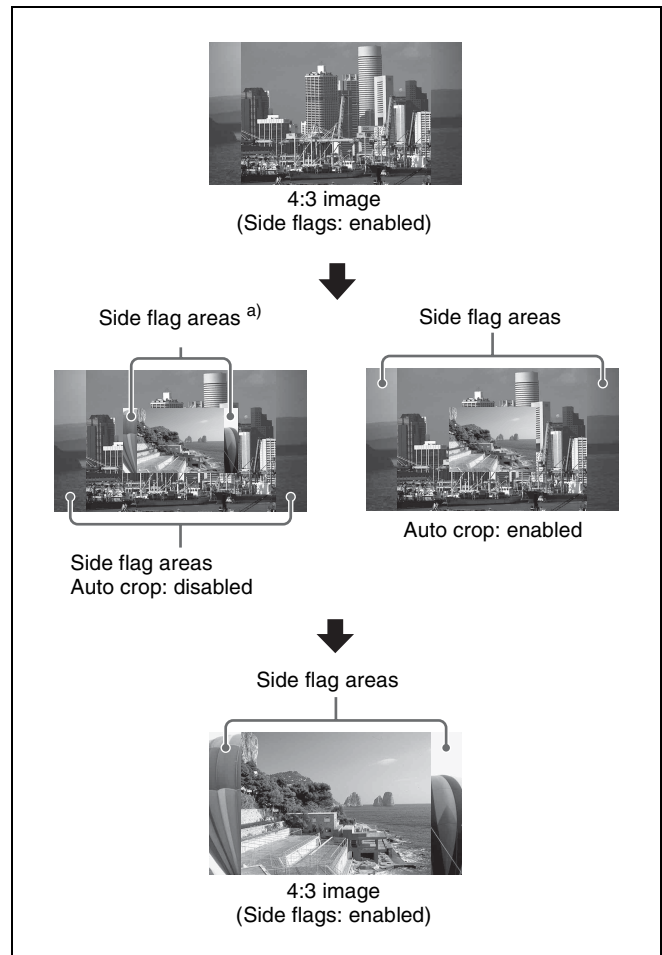 4:3 image
(Side flags: enabled)
Side flag areas a)
Side flag areas
Side flag areas
Auto crop: disabled
Auto crop: enabled
Side flag areas
4:3 image
(Side flags: enabled)